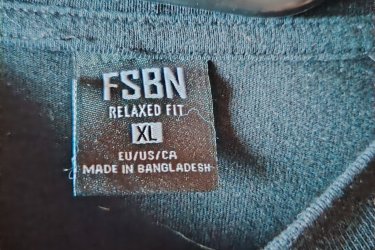 FSBN
RELAXED FIT
XL
EU/US/CA
MADE IN BANGLADESH